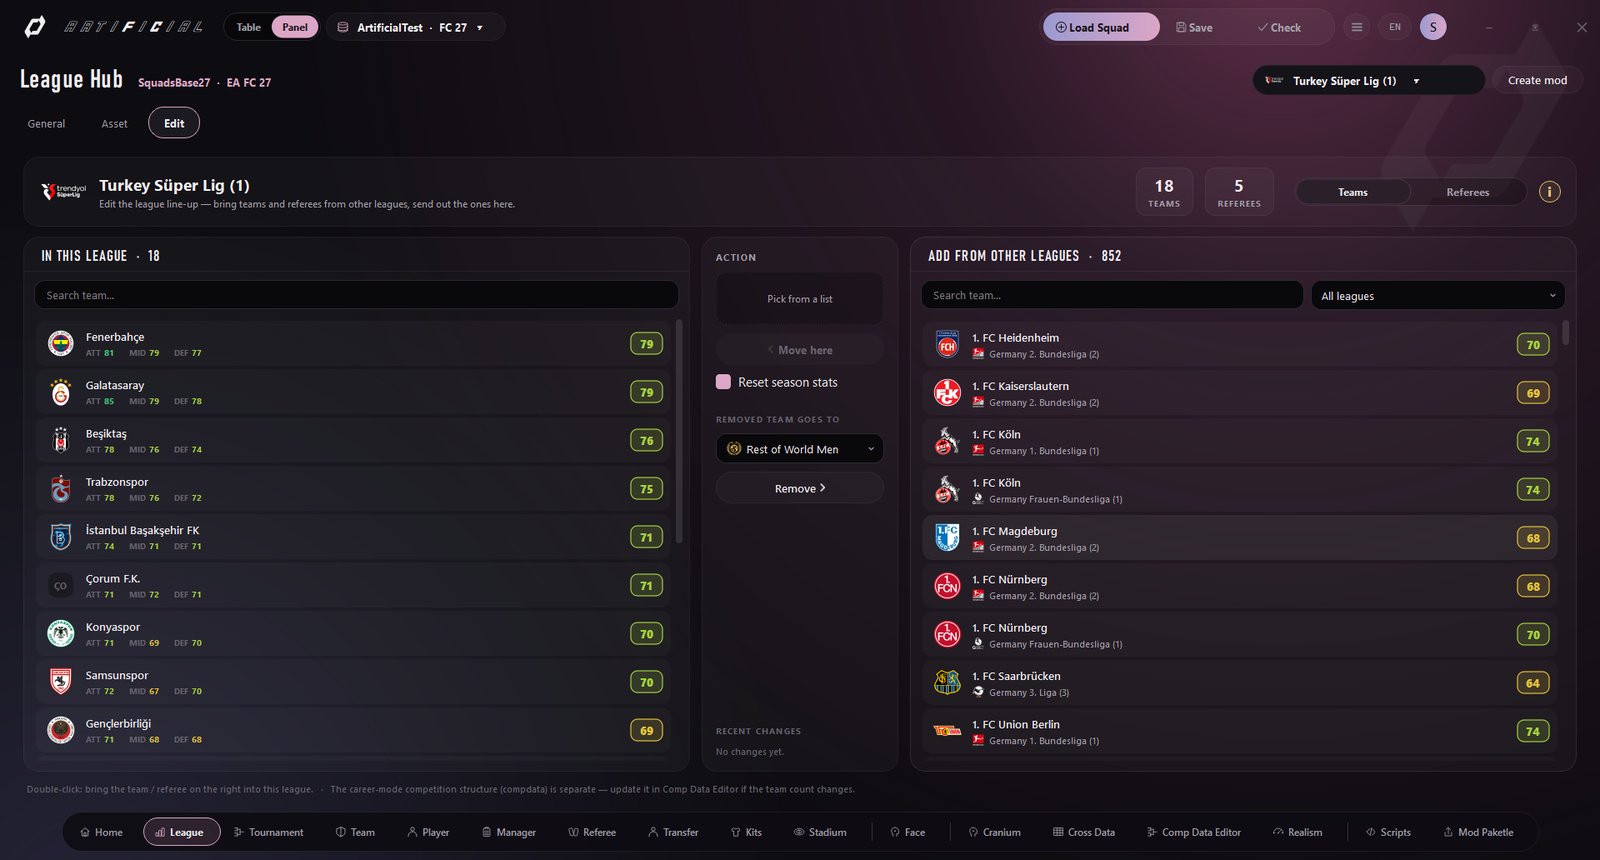 ARTIFICIAL
Table
Panel
ArtificialTest · FC 27
Load Squad
Save
Check
EN
S
League Hub
SquadsBase27 · EA FC 27
Turkey Süper Lig (1)
Create mod
General
Asset
Edit
trendyol
SüperLig
Turkey Süper Lig (1)
Edit the league line-up — bring teams and referees from other leagues, send out the ones here.
18
TEAMS
5
REFEREES
Teams
Referees
i
IN THIS LEAGUE · 18
Search team...
Fenerbahçe
ATT 81 MID 79 DEF 77
79
Galatasaray
ATT 85 MID 79 DEF 78
79
Beşiktaş
ATT 78 MID 76 DEF 74
76
Trabzonspor
ATT 78 MID 76 DEF 72
75
İstanbul Başakşehir FK
ATT 74 MID 71 DEF 71
71
ÇO
Çorum F.K.
ATT 71 MID 72 DEF 71
71
Konyaspor
ATT 71 MID 69 DEF 70
70
Samsunspor
ATT 72 MID 67 DEF 70
70
Gençlerbirliği
ATT 71 MID 68 DEF 68
69
ACTION
Pick from a list
Move here
Reset season stats
REMOVED TEAM GOES TO
Rest of World Men
Remove
RECENT CHANGES
No changes yet.
ADD FROM OTHER LEAGUES · 852
Search team...
All leagues
1. FC Heidenheim
Germany 2. Bundesliga (2)
70
1. FC Kaiserslautern
Germany 2. Bundesliga (2)
69
1. FC Köln
Germany 1. Bundesliga (1)
74
1. FC Köln
Germany Frauen-Bundesliga (1)
74
1. FC Magdeburg
Germany 2. Bundesliga (2)
68
1. FC Nürnberg
Germany 2. Bundesliga (2)
68
1. FC Nürnberg
Germany Frauen-Bundesliga (1)
70
1. FC Saarbrücken
Germany 3. Liga (3)
64
1. FC Union Berlin
Germany 1. Bundesliga (1)
74
Double-click: bring the team / referee on the right into this league. · The career-mode competition structure (compdata) is separate — update it in Comp Data Editor if the team count changes.
Home
League
Tournament
Team
Player
Manager
Referee
Transfer
Kits
Stadium
Face
Cranium
Cross Data
Comp Data Editor
Realism
Scripts
Mod Paketle